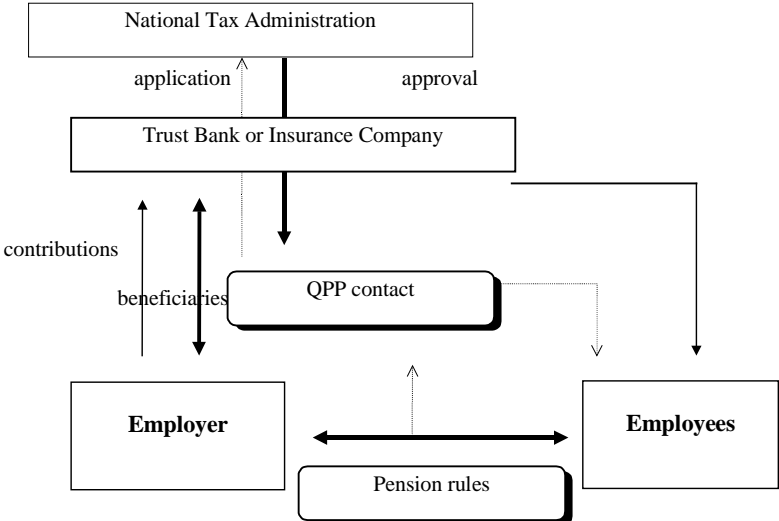 National Tax Administration
application
approval
Trust Bank or Insurance Company
contributions
beneficiaries
QPP contact
Employer
Employees
Pension rules